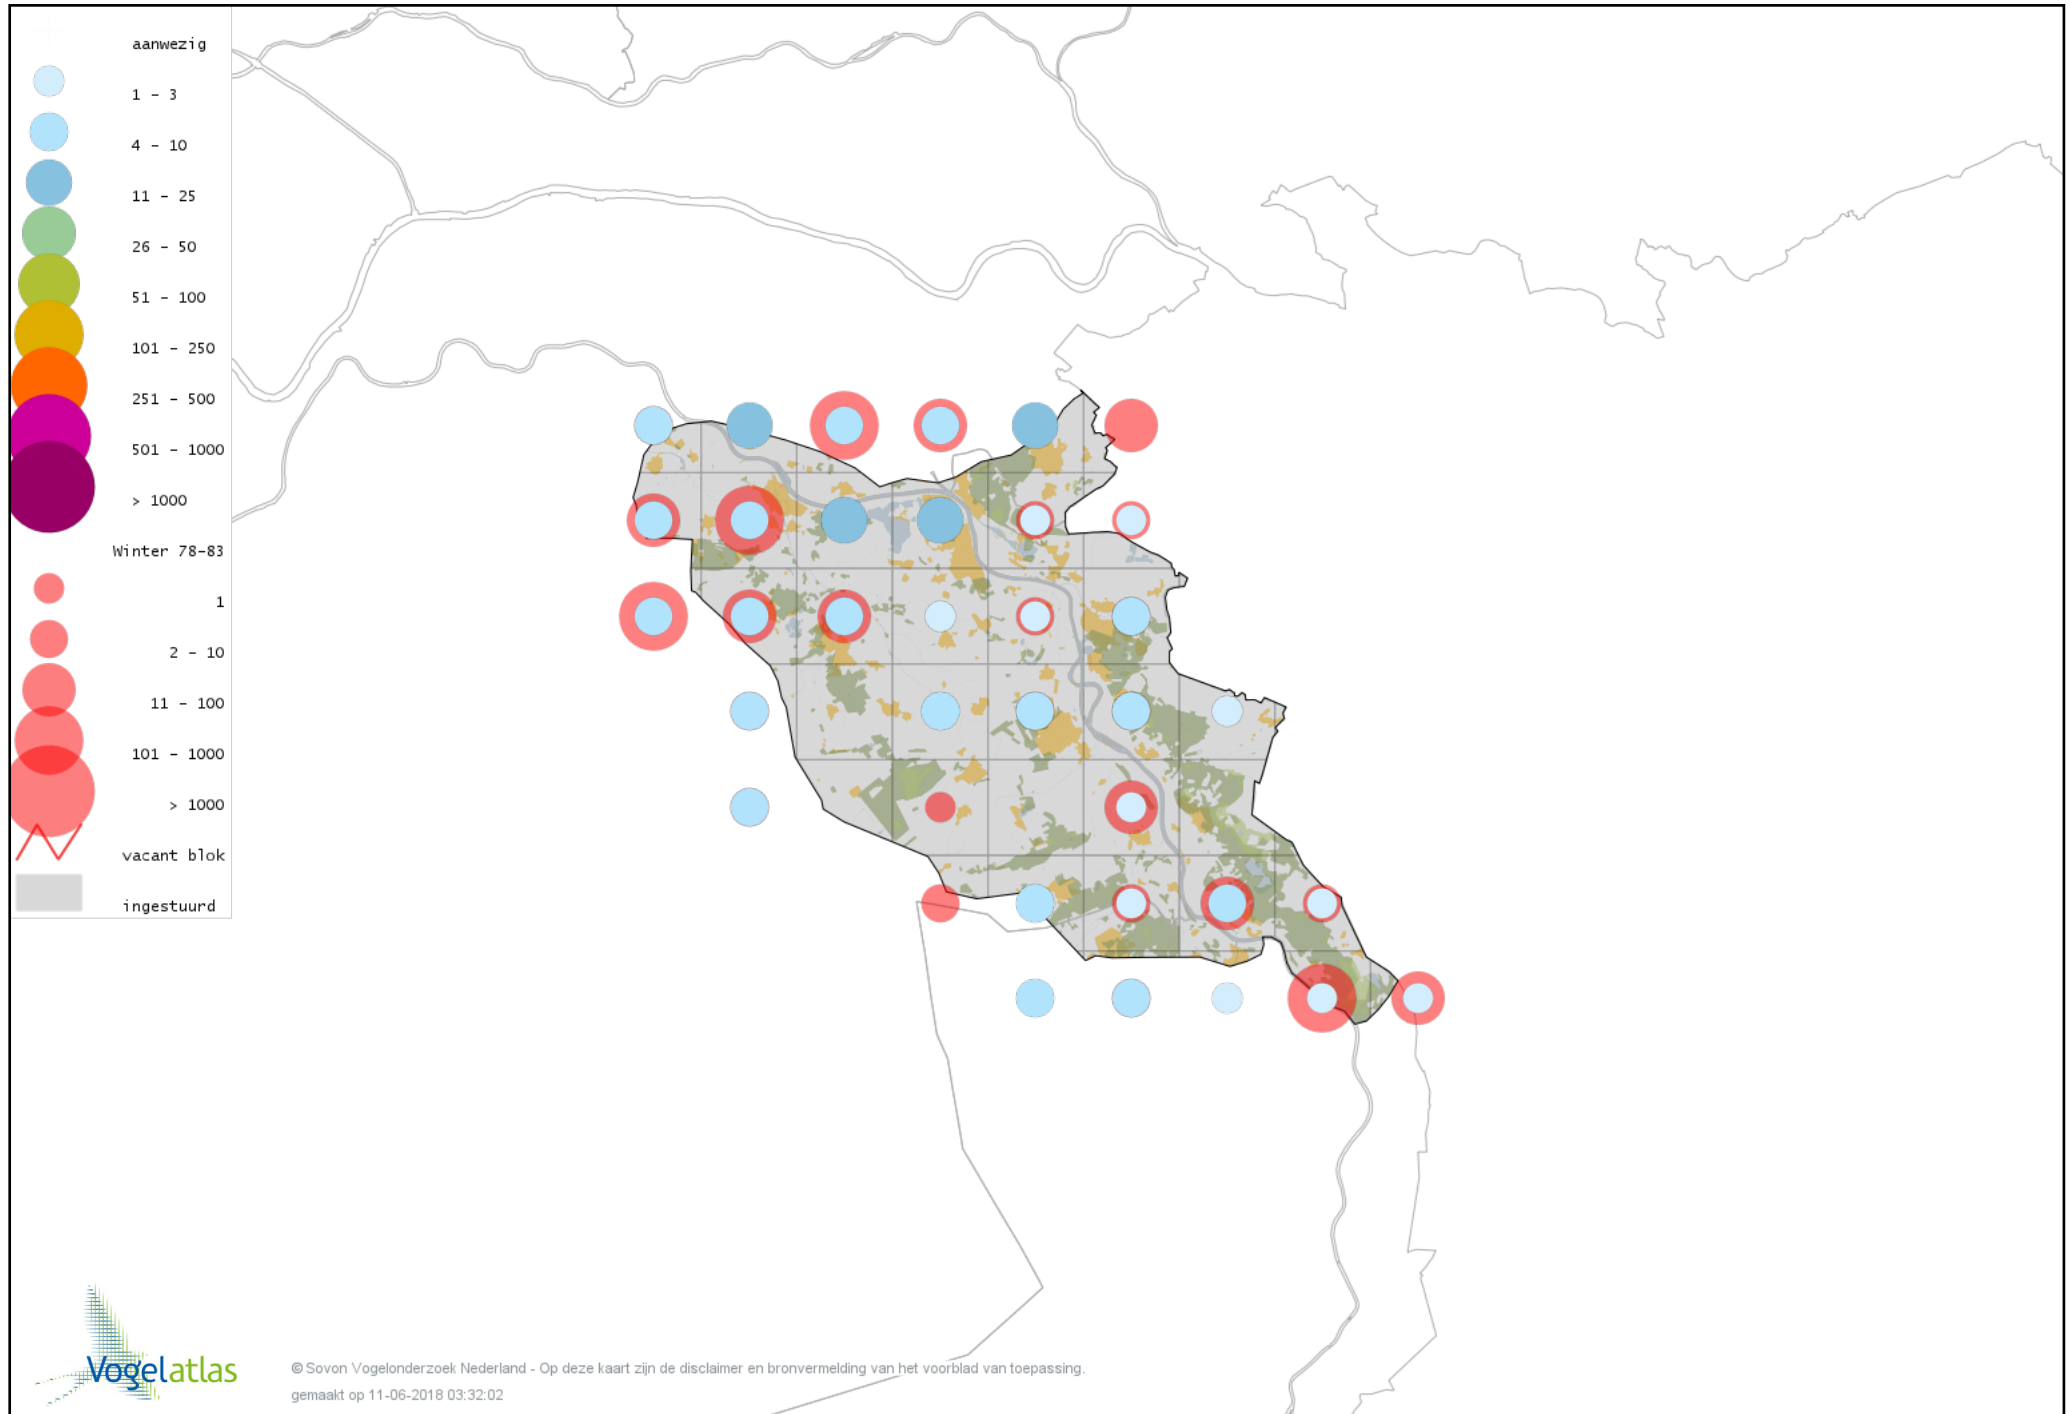 aanwezig
1 - 3
4 - 10
11 - 25
26 - 50
51 - 100
101 - 250
251 - 500
501 - 1000
> 1000
Winter 78-83
1
2 - 10
11 - 100
101 - 1000
> 1000
vacant blok
ingestuurd
Vogelatlas
© Sovon Vogelonderzoek Nederland - Op deze kaart zijn de disclaimer en bronvermelding van het voorblad van toepassing.
gemaakt op 11-06-2018 03:32:02